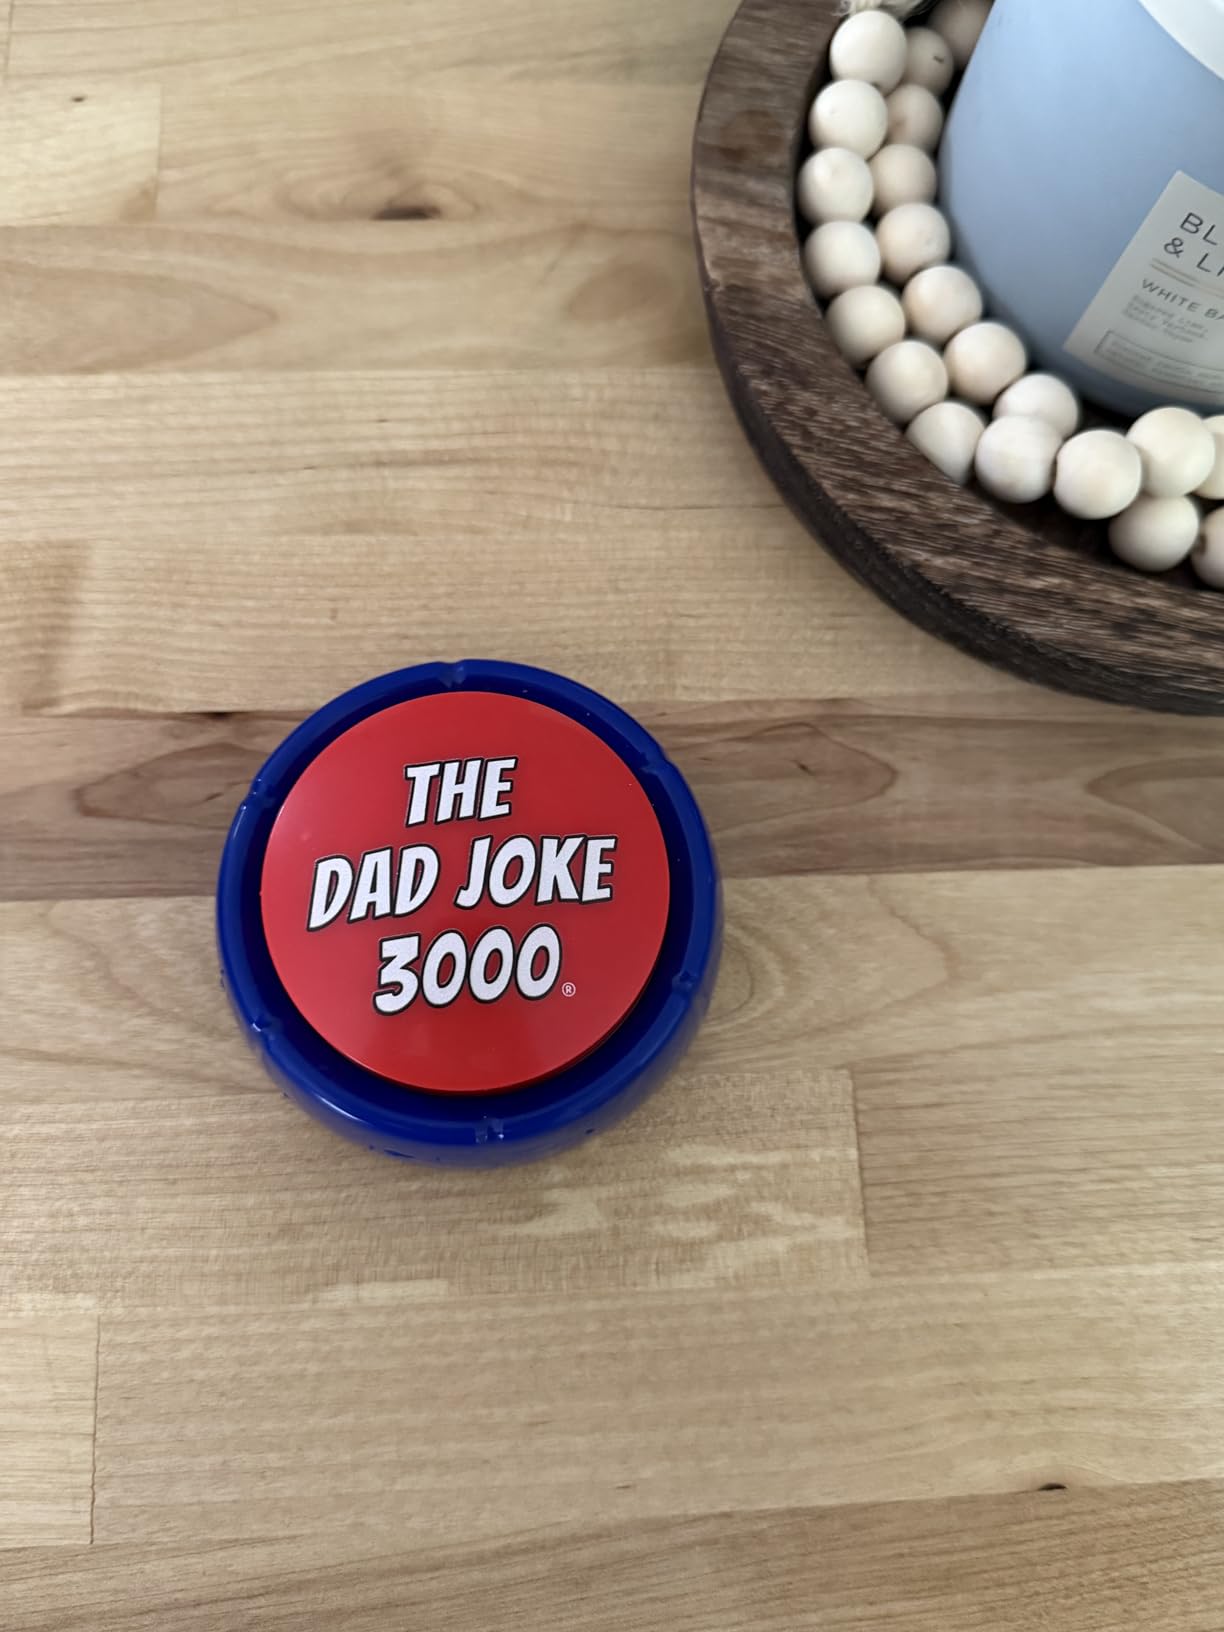 BL
& LI
WHITE BA
THE
DAD JOKE
3000®